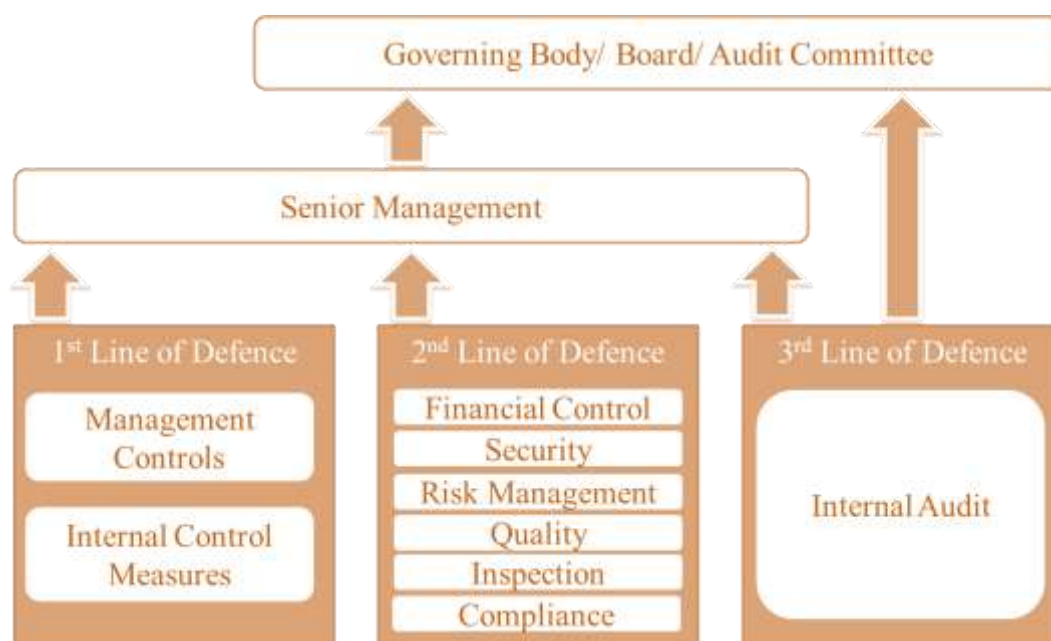 Governing Body/ Board/ Audit Committee
Senior Management
1st Line of Defence
Management
Controls
Internal Control
Measures
2nd Line of Defence
Financial Control
Security
Risk Management
Quality
Inspection
Compliance
3rd Line of Defence
Internal Audit